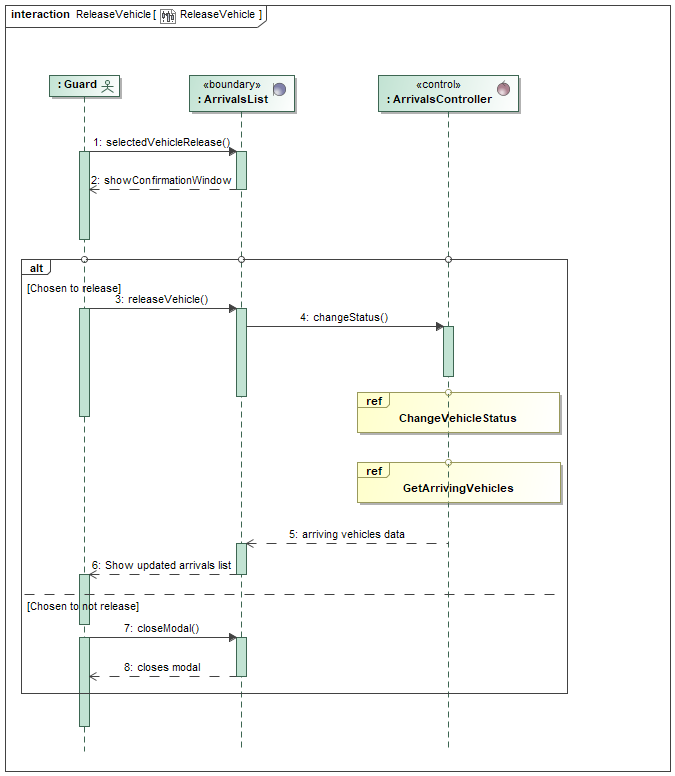 interaction ReleaseVehicle [ ReleaseVehicle ]
: Guard
«boundary»
: ArrivalsList
«control»
: ArrivalsController
1: selectedVehicleRelease()
2: showConfirmationWindow
alt
[Chosen to release]
3: releaseVehicle()
4: changeStatus()
ref
ChangeVehicleStatus
ref
GetArrivingVehicles
5: arriving vehicles data
6: Show updated arrivals list
[Chosen to not release]
7: closeModal()
8: closes modal